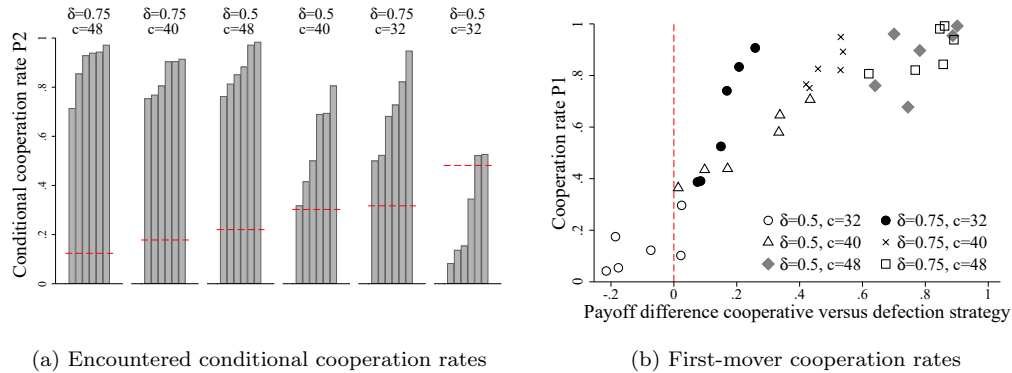 δ=0.75 δ=0.75 δ=0.5 δ=0.5 δ=0.75 δ=0.5
c=48 c=40 c=48 c=40 c=32 c=32
Conditional cooperation rate P2
1
.8
.6
.4
.2
0
(a) Encountered conditional cooperation rates
Cooperation rate P1
1
.8
.6
.4
.2
0
δ=0.5, c=32 δ=0.75, c=32
δ=0.5, c=40 δ=0.75, c=40
δ=0.5, c=48 δ=0.75, c=48
-.2 0 .2 .4 .6 .8 1
Payoff difference cooperative versus defection strategy
(b) First-mover cooperation rates